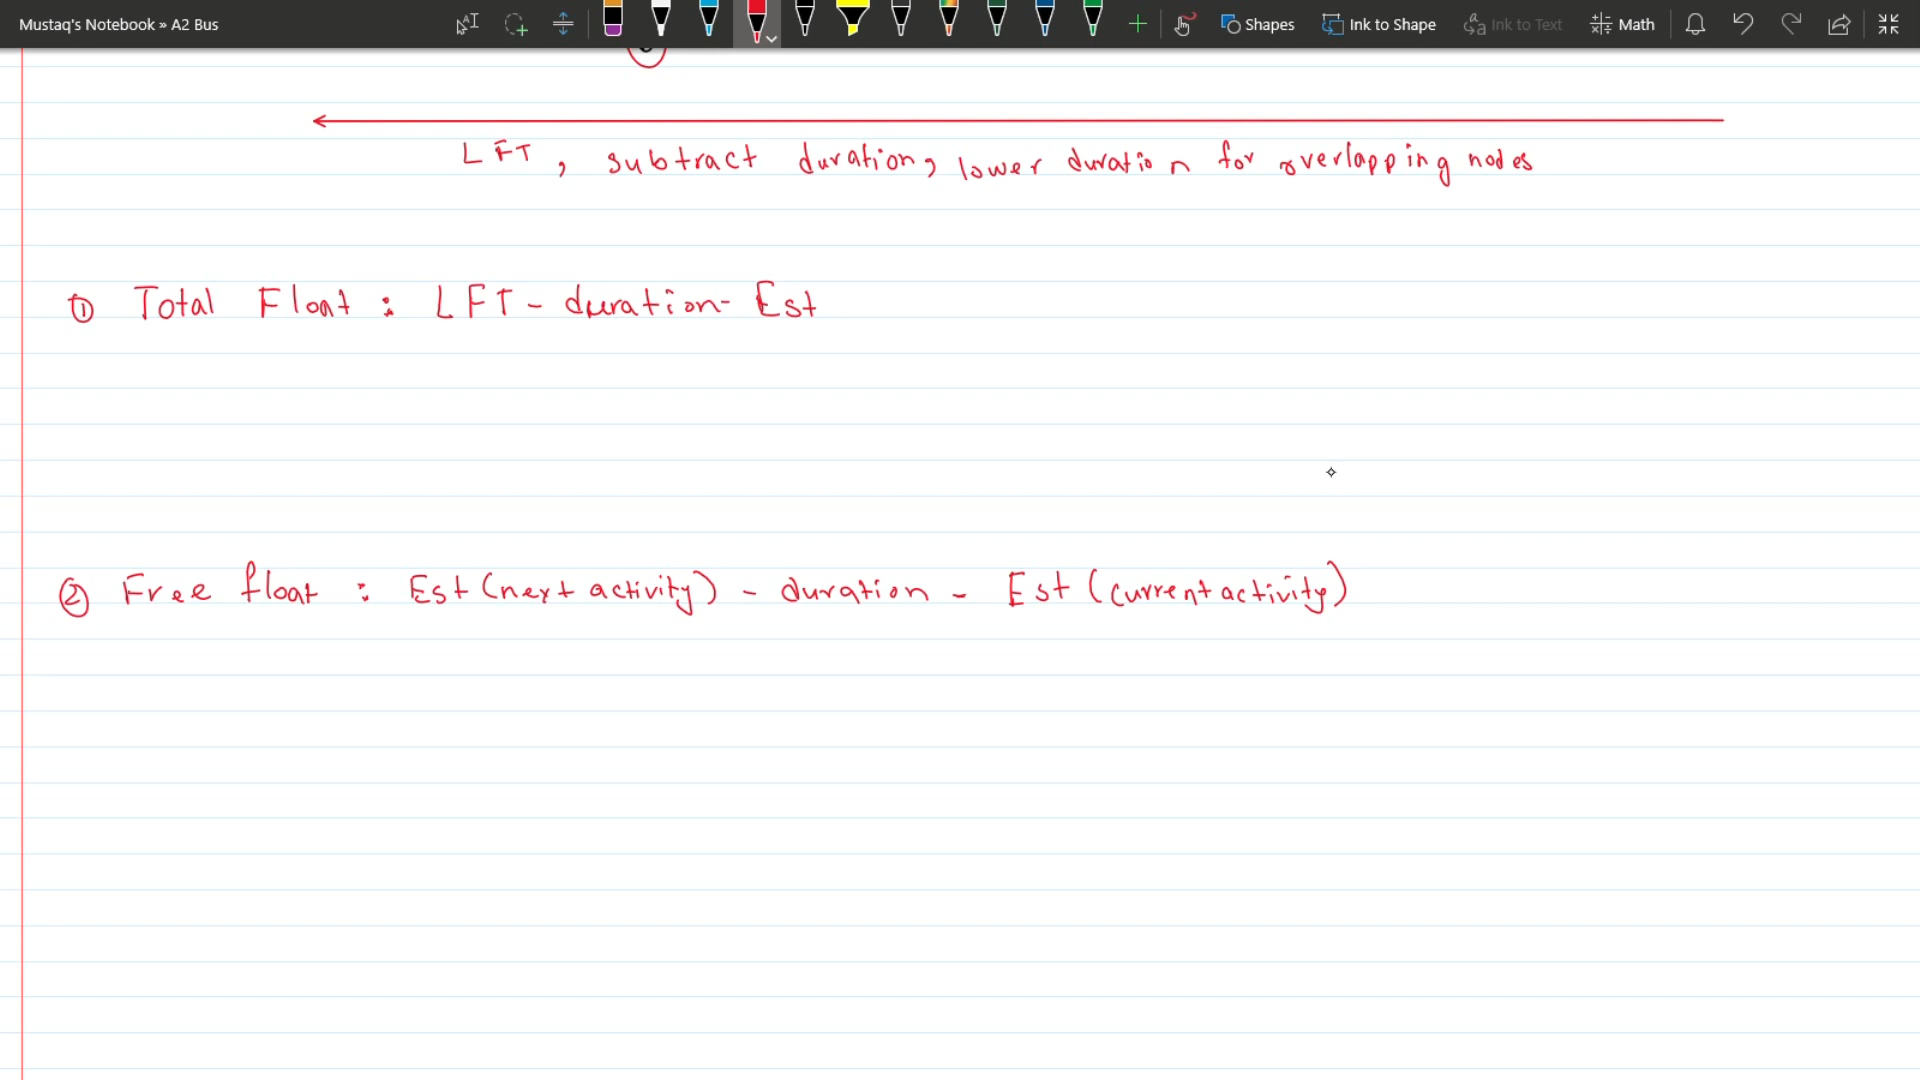 Mustaq's Notebook » A2 Bus
Shapes Ink to Shape Ink to Text Math
LFT, subtract duration, lower duration for overlapping nodes
① Total Float : LFT - duration - Est
② Free float : Est (next activity) - duration - Est (current activity)